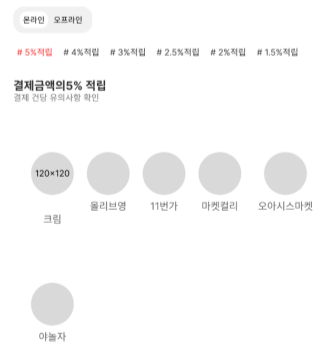 온라인 오프라인
# 5%적립 # 4%적립 # 3%적립 # 2.5%적립 # 2%적립 # 1.5%적립
결제금액의5% 적립
결제 건당 유의사항 확인
120×120
크림 올리브영 11번가 마켓컬리 오아시스마켓
야놀자